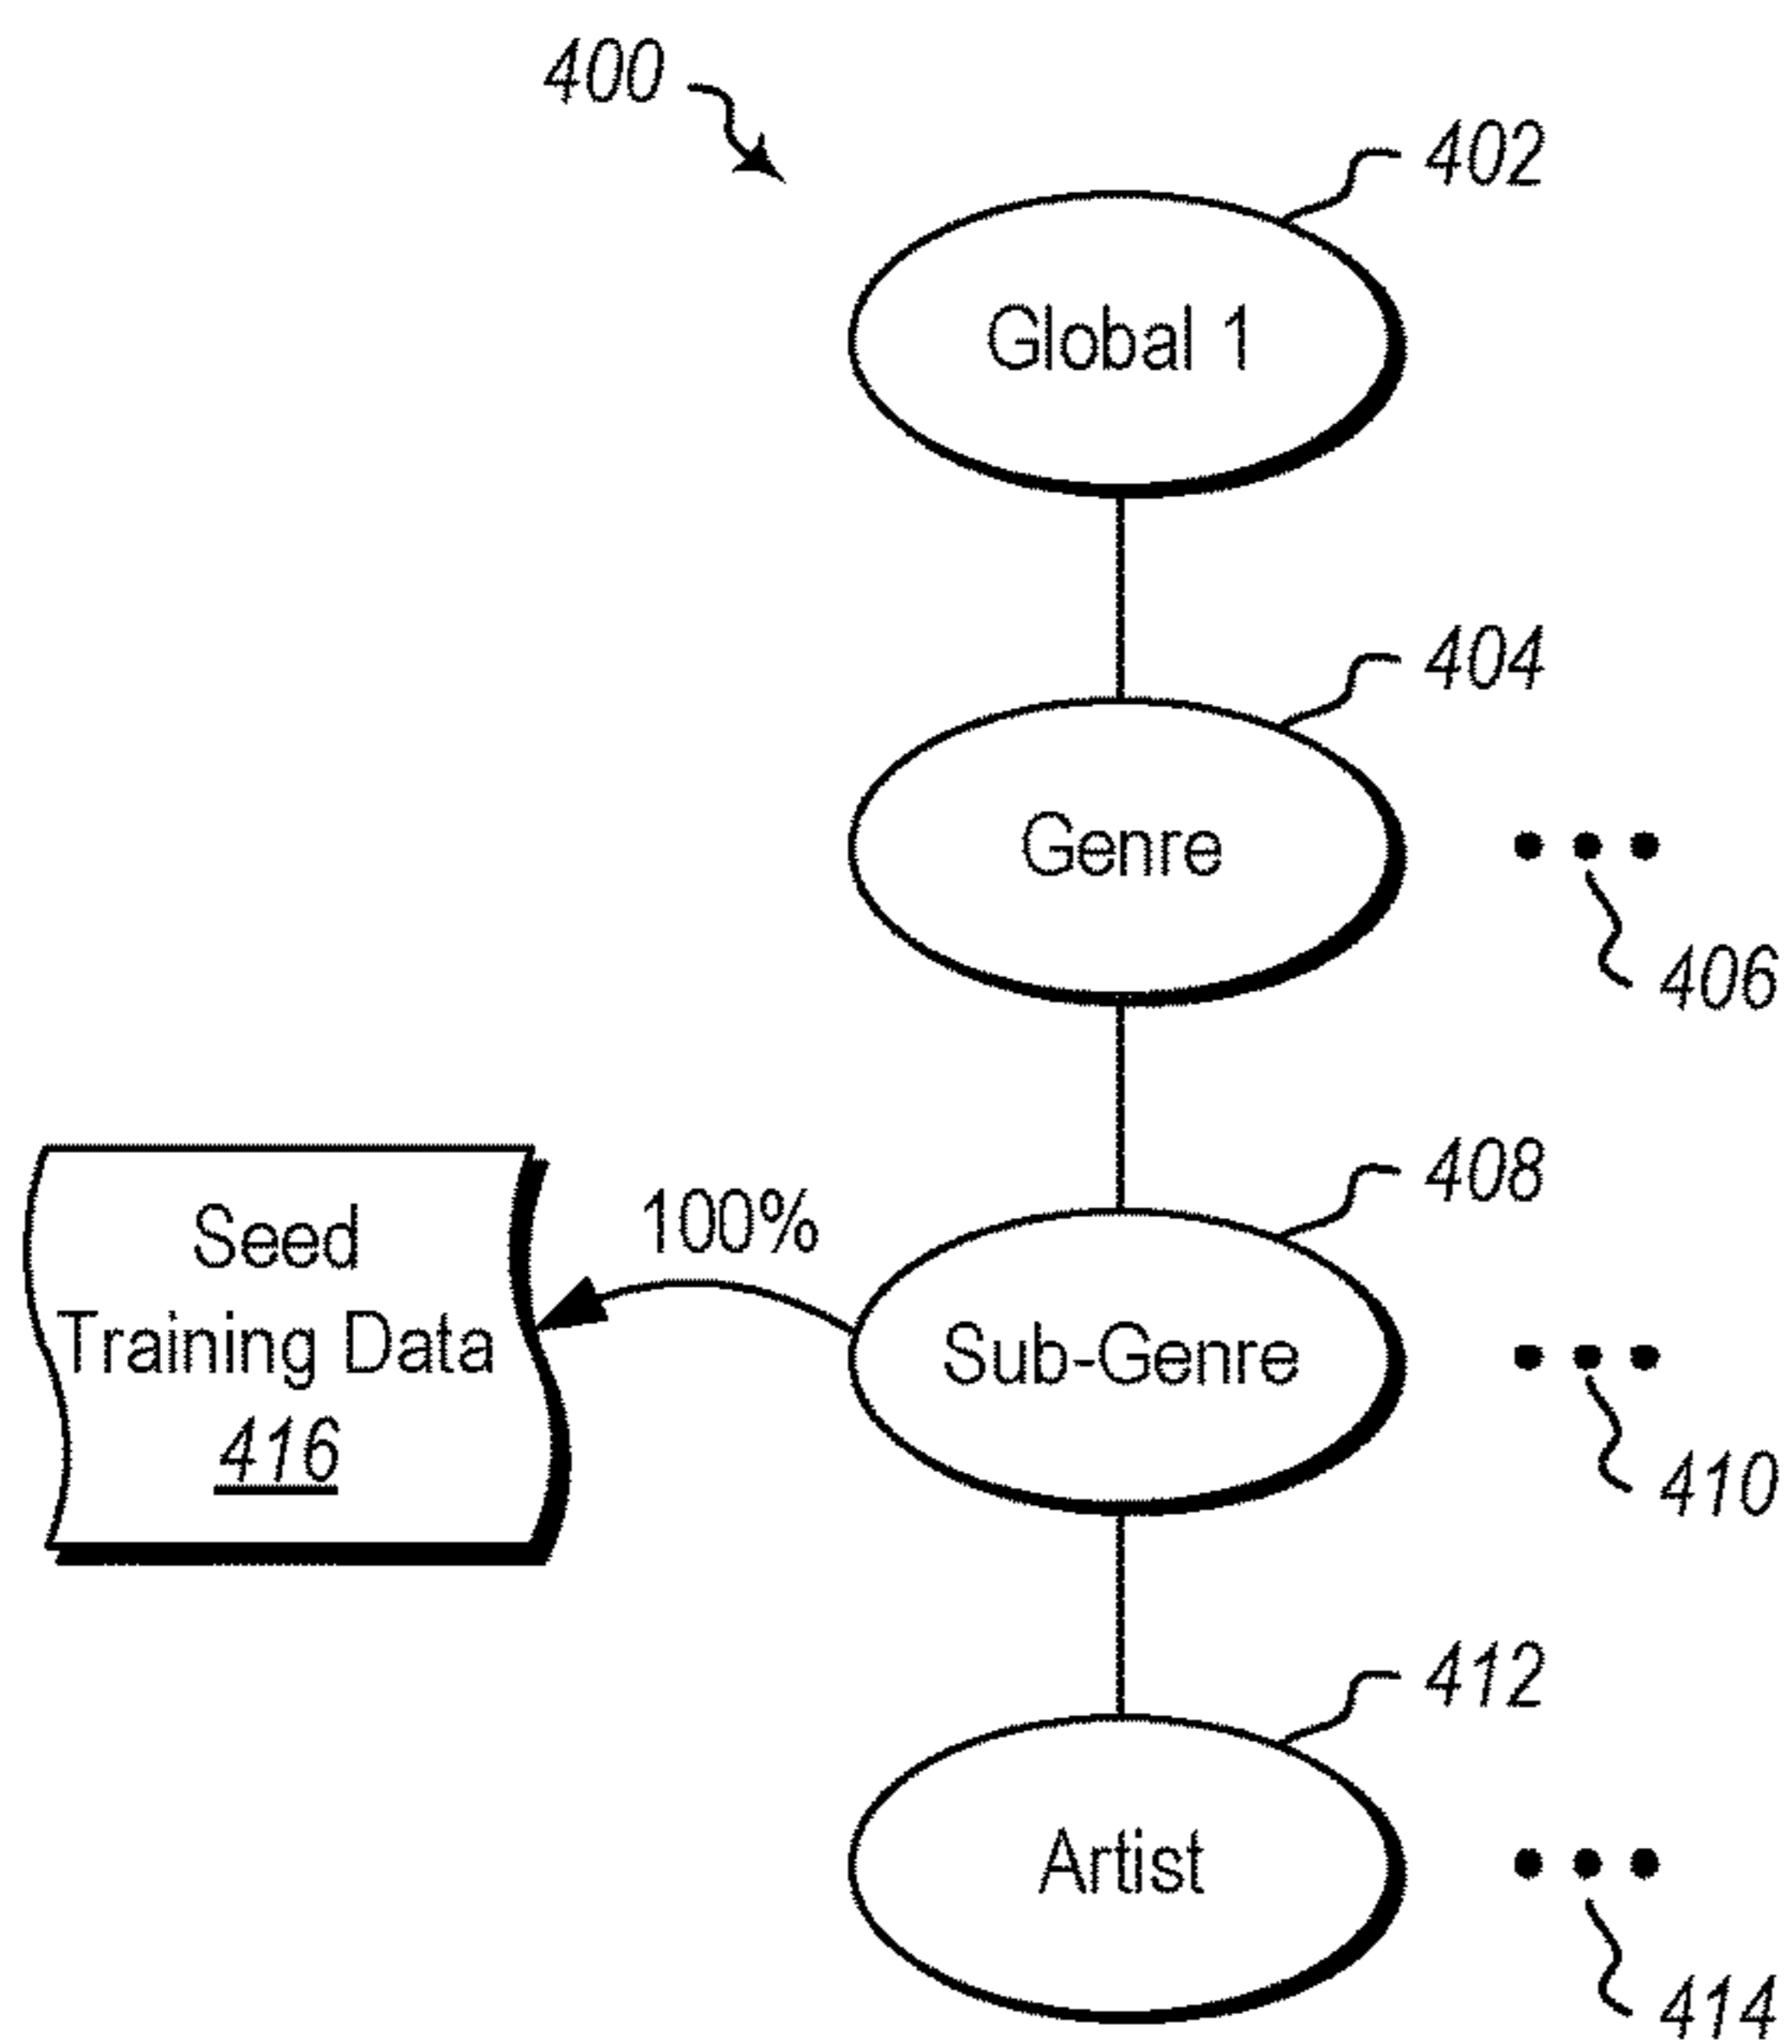 400
402
Global 1
404
Genre
406
408
100%
Seed
Training Data
416
Sub-Genre
410
412
Artist
414